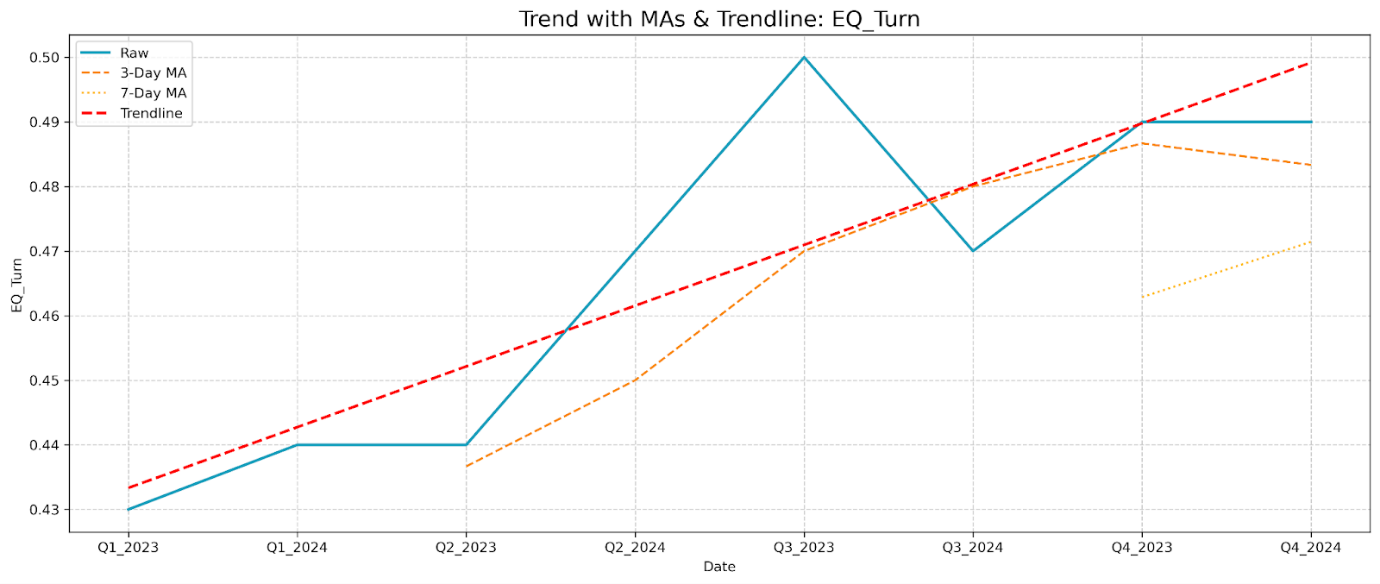 Trend with MAs & Trendline: EQ_Turn
Raw
3-Day MA
7-Day MA
Trendline
0.50
0.49
0.48
0.47
0.46
0.45
0.44
0.43
EQ_Turn
Q1_2023 Q1_2024 Q2_2023 Q2_2024 Q3_2023 Q3_2024 Q4_2023 Q4_2024
Date